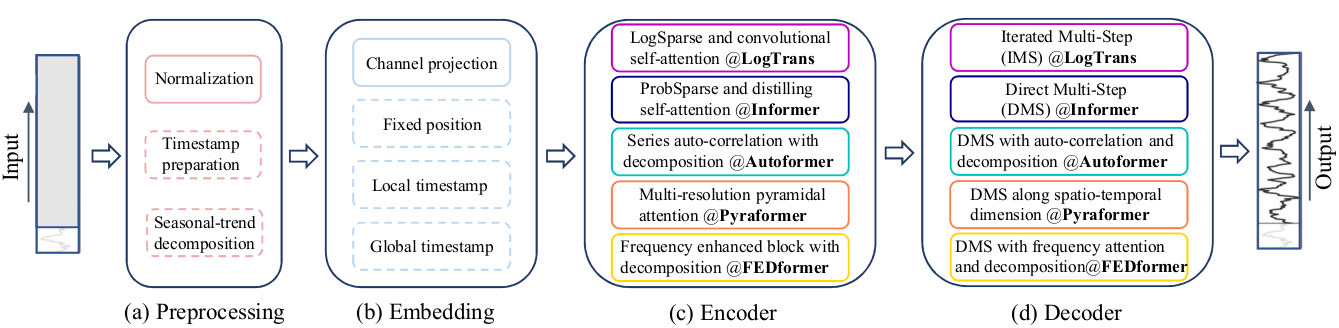 Input
Normalization
Timestamp
preparation
Seasonal-trend
decomposition
(a) Preprocessing
Channel projection
Fixed position
Local timestamp
Global timestamp
(b) Embedding
LogSparse and convolutional
self-attention @LogTrans
ProbSparse and distilling
self-attention @Informer
Series auto-correlation with
decomposition @Autoformer
Multi-resolution pyramidal
attention @Pyraformer
Frequency enhanced block with
decomposition @FEDformer
(c) Encoder
Iterated Multi-Step
(IMS) @LogTrans
Direct Multi-Step
(DMS) @Informer
DMS with auto-correlation and
decomposition @Autoformer
DMS along spatio-temporal
dimension @Pyraformer
DMS with frequency attention
and decomposition@FEDformer
(d) Decoder
Output